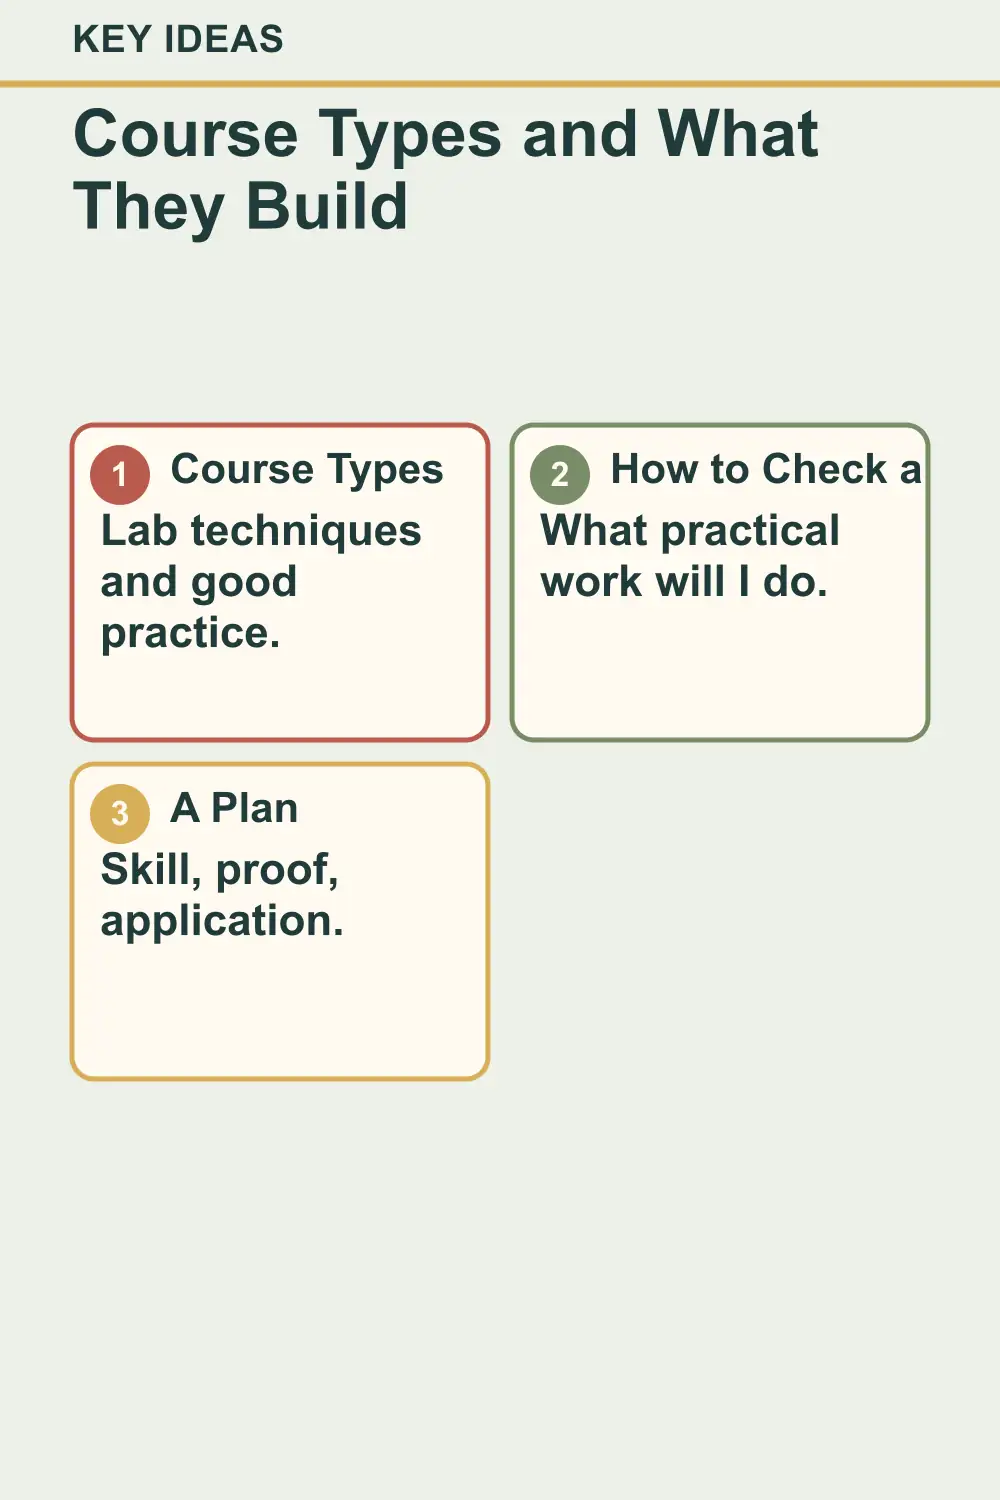 KEY IDEAS
Course Types and What
They Build
1 Course Types
Lab techniques
and good
practice.
2 How to Check a
What practical
work will I do.
3 A Plan
Skill, proof,
application.